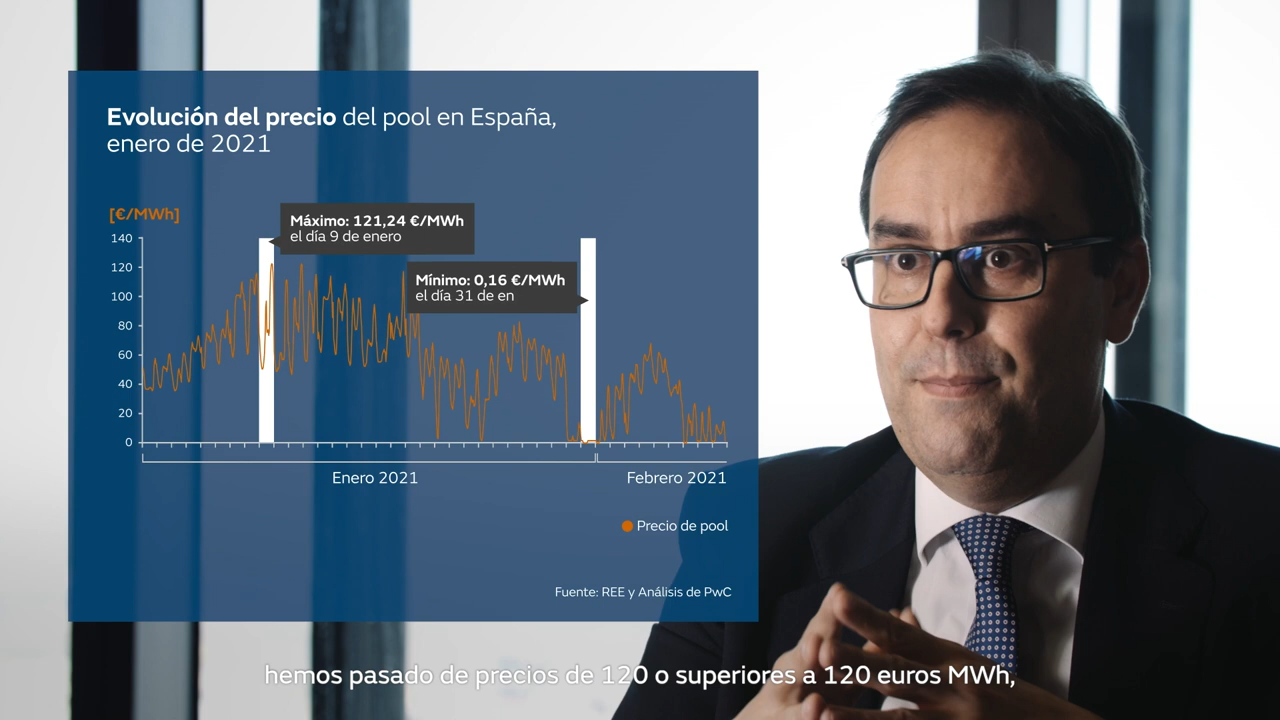 Evolución del precio del pool en España,
enero de 2021
[€/MWh]
Máximo: 121,24 €/MWh
el día 9 de enero
Mínimo: 0,16 €/MWh
el día 31 de en
140
120
100
80
60
40
20
0
Enero 2021
Febrero 2021
Precio de pool
Fuente: REE y Análisis de PwC
hemos pasado de precios de 120 o superiores a 120 euros MWh,